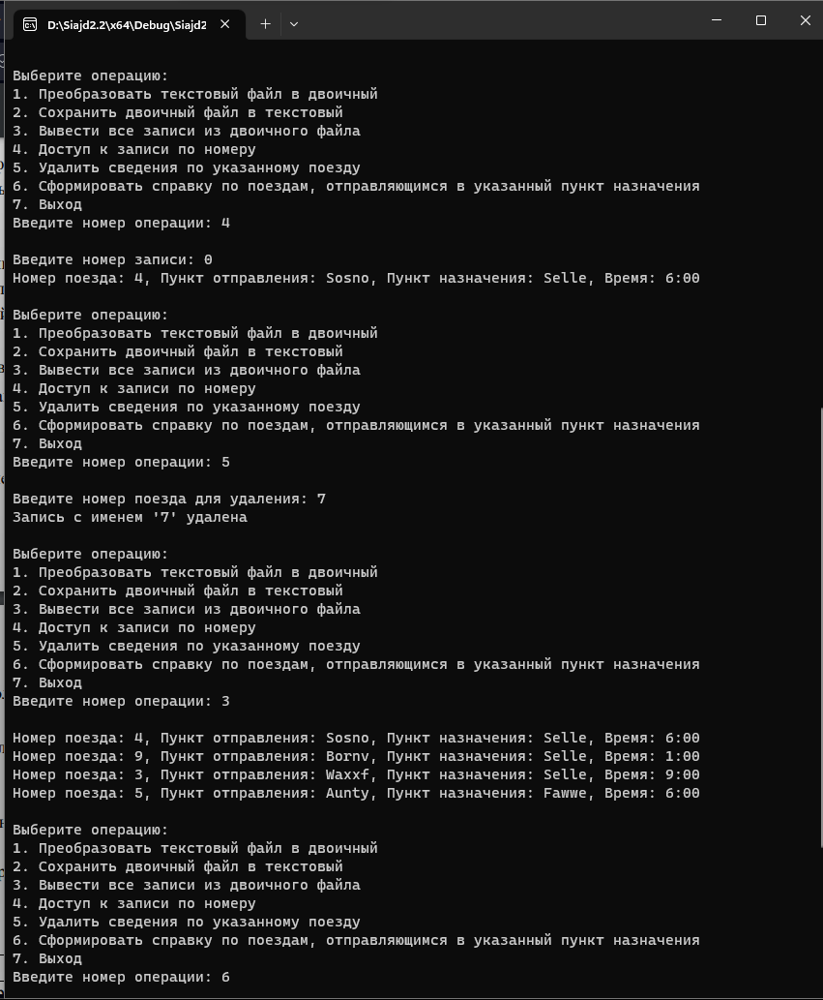 D:\Siajd2.2\x64\Debug\Siajd2
Выберите операцию:
1. Преобразовать текстовый файл в двоичный
2. Сохранить двоичный файл в текстовый
3. Вывести все записи из двоичного файла
4. Доступ к записи по номеру
5. Удалить сведения по указанному поезду
6. Сформировать справку по поездам, отправляющимся в указанный пункт назначения
7. Выход
Введите номер операции: 4
Введите номер записи: 0
Номер поезда: 4, Пункт отправления: Sosno, Пункт назначения: Selle, Время: 6:00
Выберите операцию:
1. Преобразовать текстовый файл в двоичный
2. Сохранить двоичный файл в текстовый
3. Вывести все записи из двоичного файла
4. Доступ к записи по номеру
5. Удалить сведения по указанному поезду
6. Сформировать справку по поездам, отправляющимся в указанный пункт назначения
7. Выход
Введите номер операции: 5
Введите номер поезда для удаления: 7
Запись с именем '7' удалена
Выберите операцию:
1. Преобразовать текстовый файл в двоичный
2. Сохранить двоичный файл в текстовый
3. Вывести все записи из двоичного файла
4. Доступ к записи по номеру
5. Удалить сведения по указанному поезду
6. Сформировать справку по поездам, отправляющимся в указанный пункт назначения
7. Выход
Введите номер операции: 3
Номер поезда: 4, Пункт отправления: Sosno, Пункт назначения: Selle, Время: 6:00
Номер поезда: 9, Пункт отправления: Bornv, Пункт назначения: Selle, Время: 1:00
Номер поезда: 3, Пункт отправления: Waxxf, Пункт назначения: Selle, Время: 9:00
Номер поезда: 5, Пункт отправления: Aunty, Пункт назначения: Fawwe, Время: 6:00
Выберите операцию:
1. Преобразовать текстовый файл в двоичный
2. Сохранить двоичный файл в текстовый
3. Вывести все записи из двоичного файла
4. Доступ к записи по номеру
5. Удалить сведения по указанному поезду
6. Сформировать справку по поездам, отправляющимся в указанный пункт назначения
7. Выход
Введите номер операции: 6